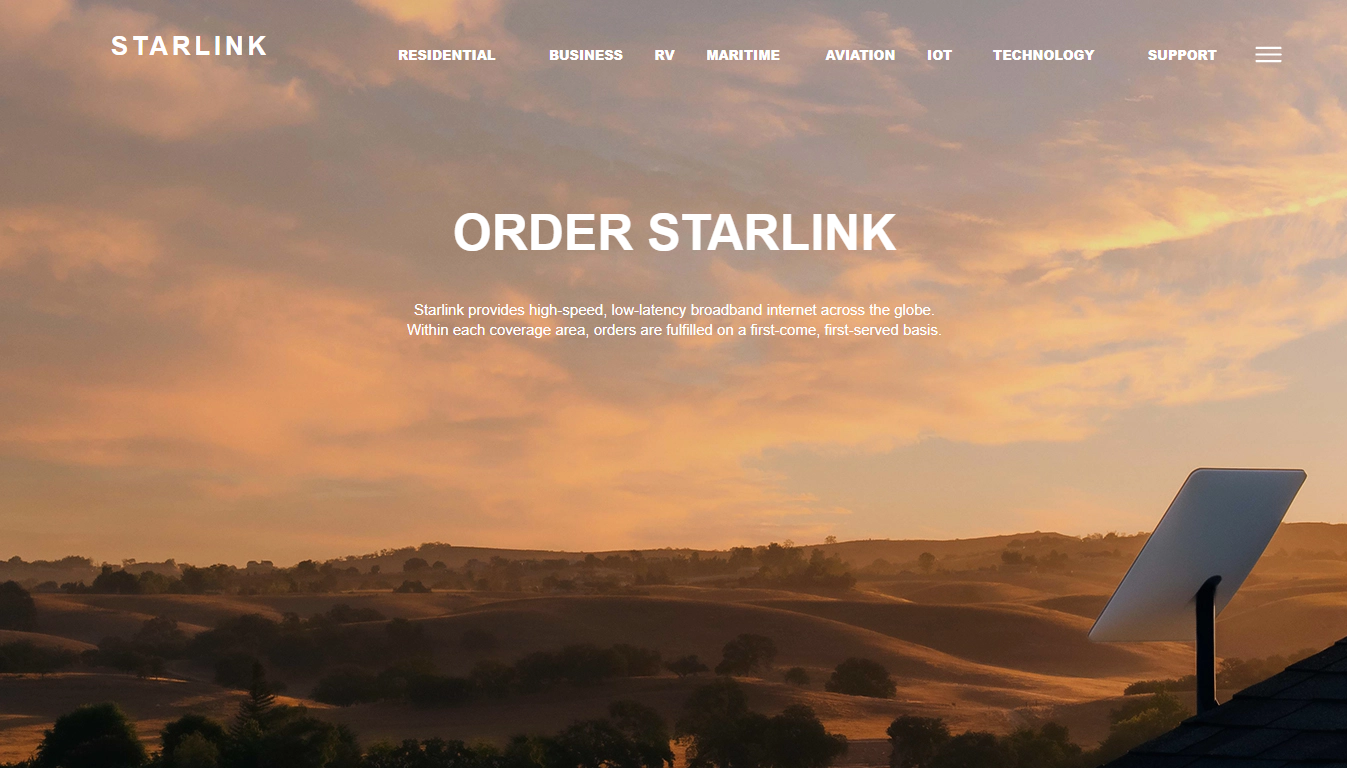 STARLINK
RESIDENTIAL BUSINESS RV MARITIME AVIATION IOT TECHNOLOGY SUPPORT
ORDER STARLINK
Starlink provides high-speed, low-latency broadband internet across the globe.
Within each coverage area, orders are fulfilled on a first-come, first-served basis.